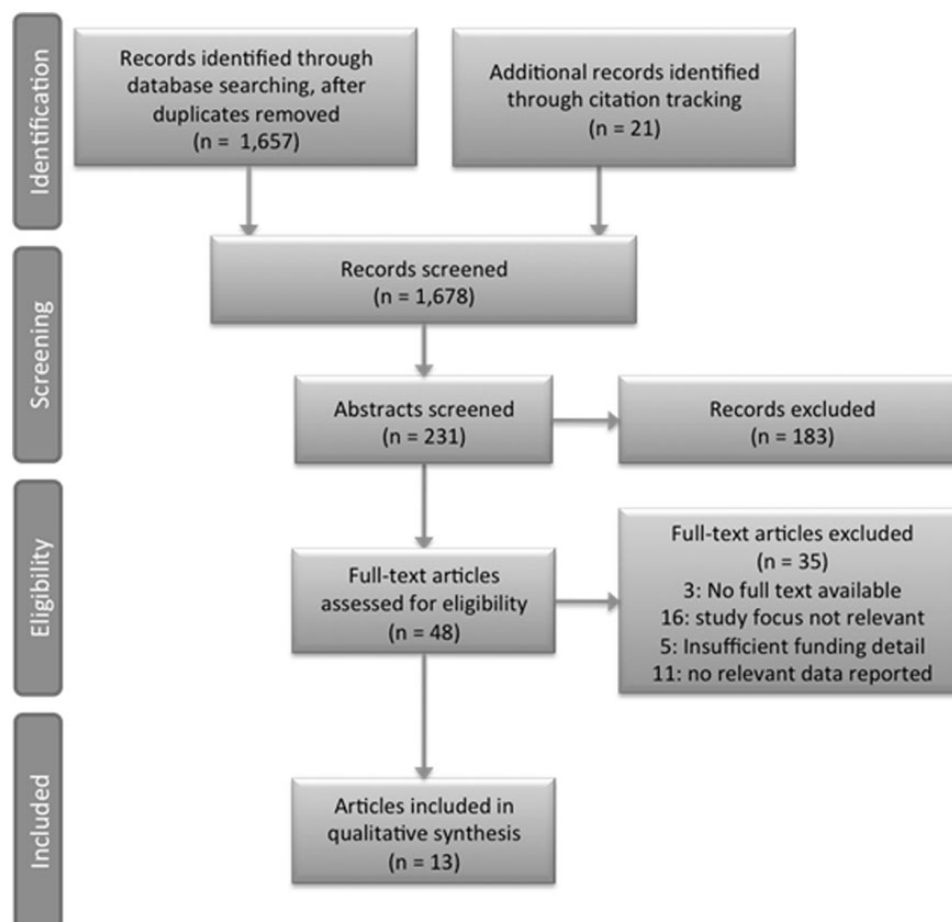 Identification
Records identified through
database searching, after
duplicates removed
(n = 1,657)
Additional records identified
through citation tracking
(n = 21)
Screening
Records screened
(n = 1,678)
Abstracts screened
(n = 231)
Records excluded
(n = 183)
Eligibility
Full-text articles
assessed for eligibility
(n = 48)
Full-text articles excluded
(n = 35)
3: No full text available
16: study focus not relevant
5: Insufficient funding detail
11: no relevant data reported
Included
Articles included in
qualitative synthesis
(n = 13)